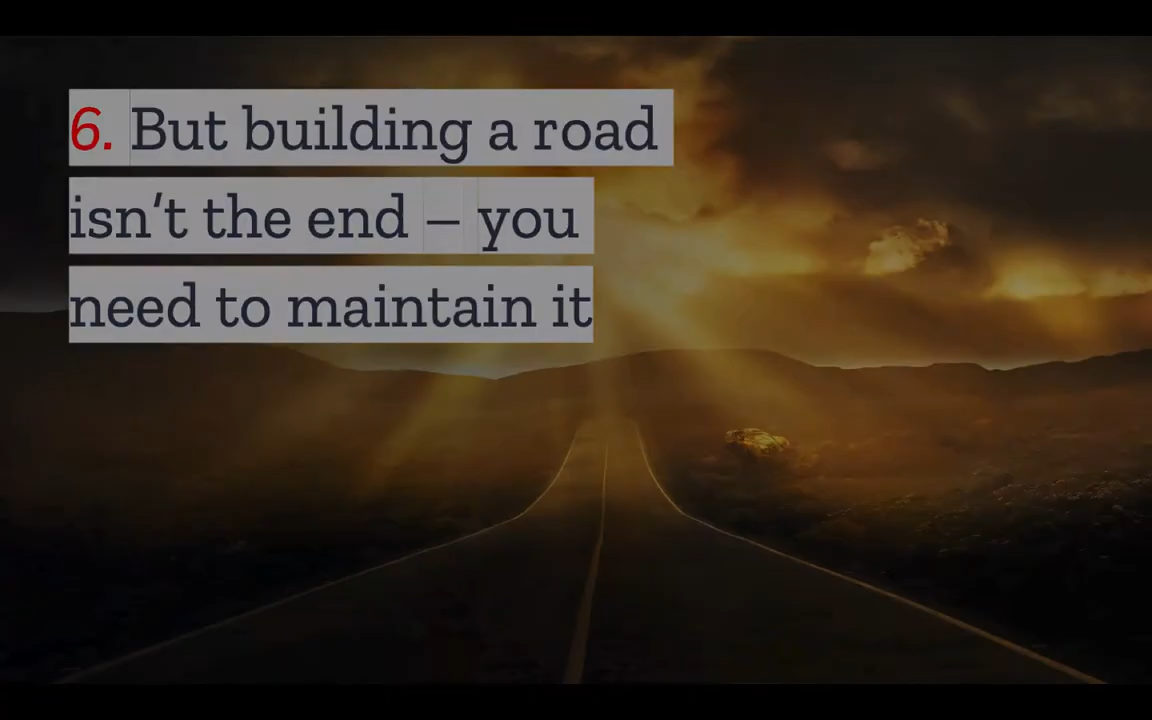 6. But building a road
isn’t the end – you
need to maintain it